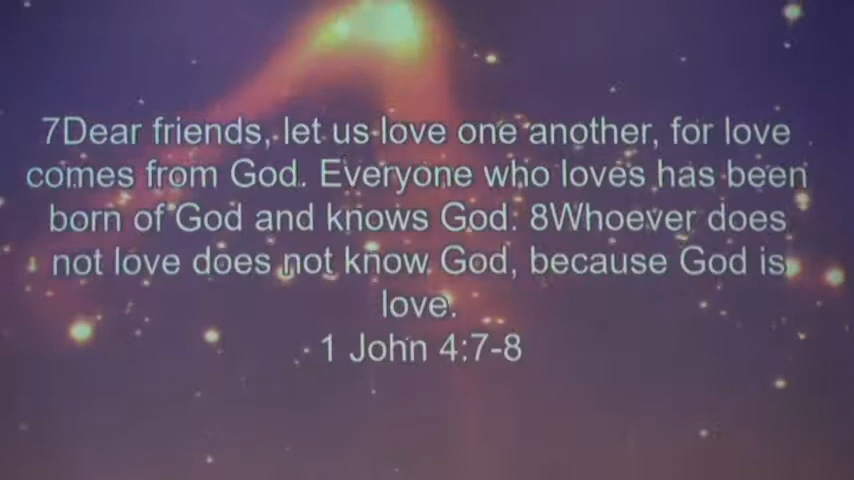 7Dear friends, let us love one another, for love
comes from God. Everyone who loves has been
born of God and knows God. 8Whoever does
not love does not know God, because God is
love.
1 John 4:7-8